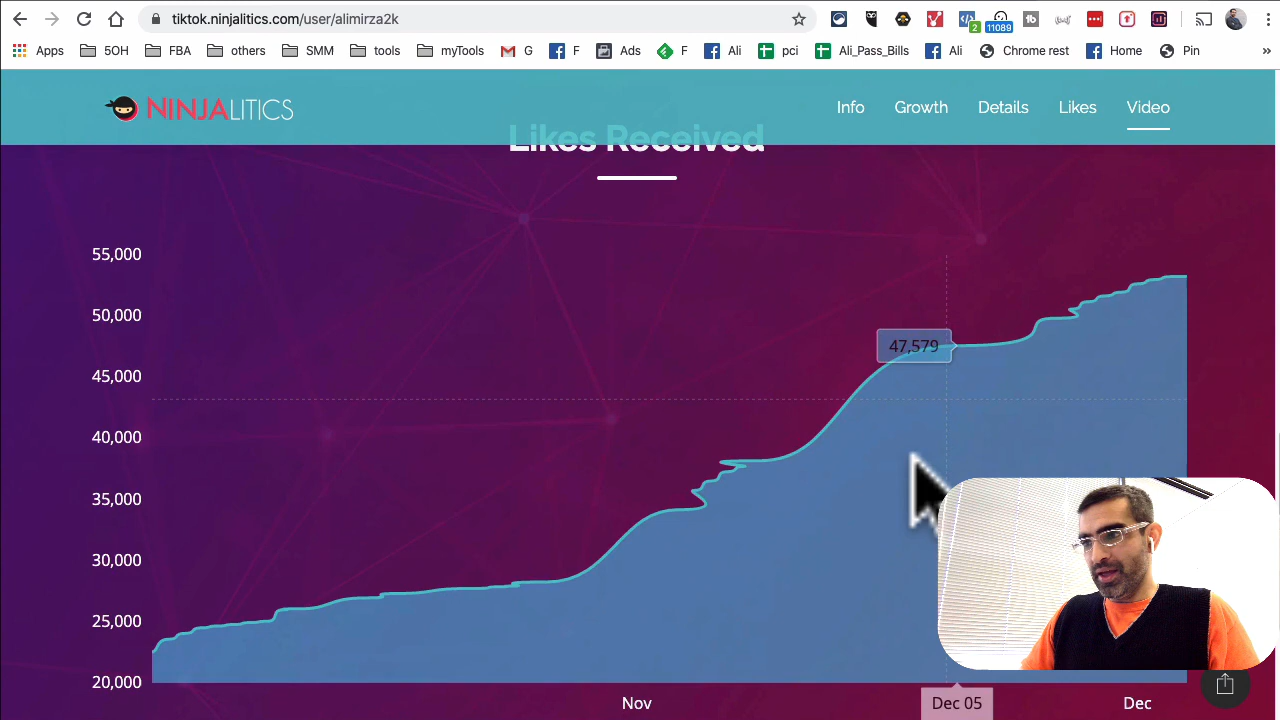 tiktok.ninjalitics.com/user/alimirza2k
2
11089
Apps 5OH FBA others SMM tools myTools G F Ads F Ali pci Ali_Pass_Bills Ali Chrome rest Home Pin »
NINJALITICS
Info Growth Details Likes Video
Likes Received
55,000
50,000
47,579
45,000
40,000
35,000
30,000
25,000
20,000
Nov
Dec 05
Dec